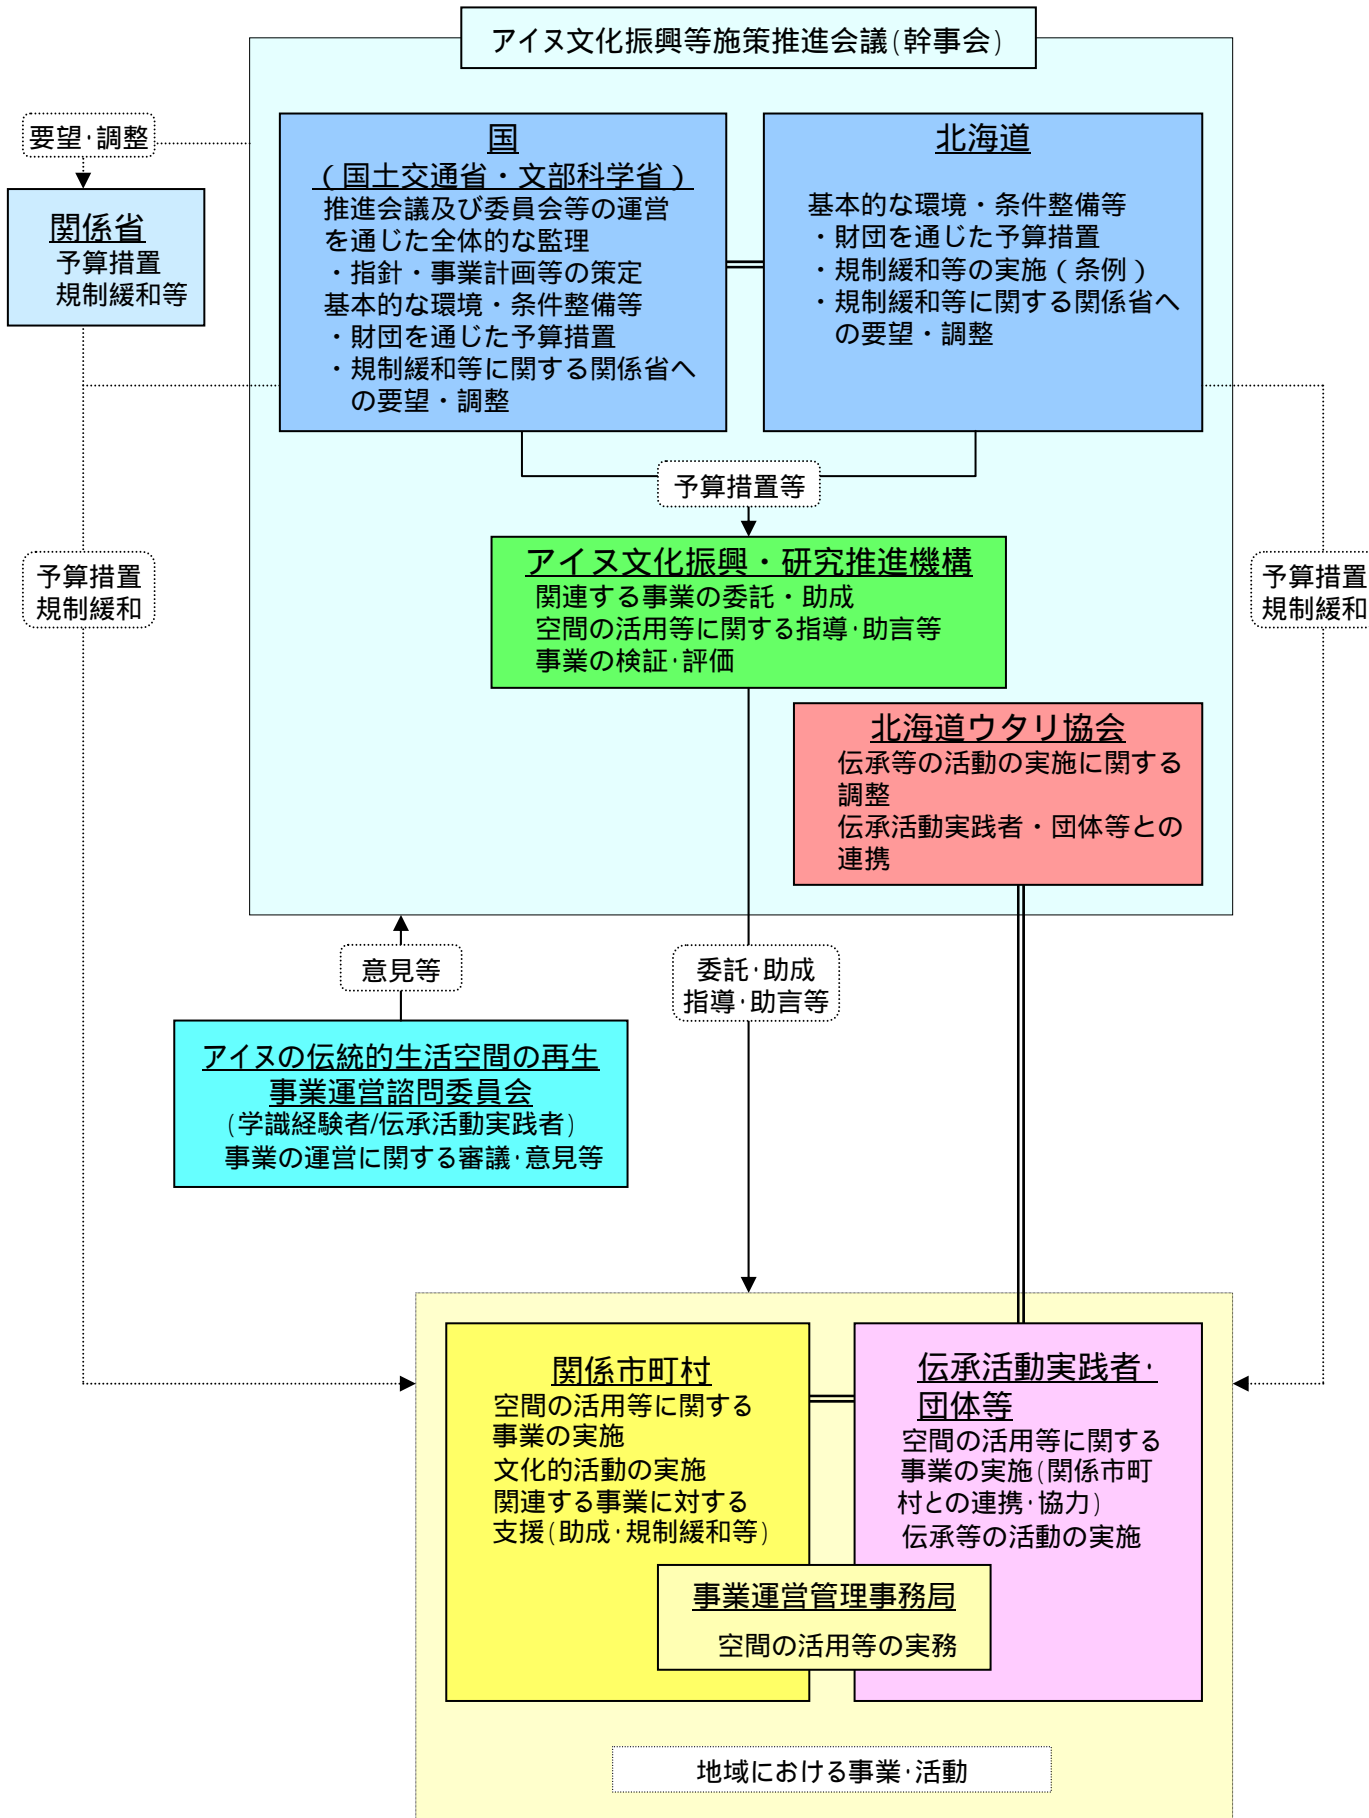 アイヌ文化振興等施策推進会議(幹事会)
要望･調整
関係省
予算措置
規制緩和等
国
(国土交通省・文部科学省)
推進会議及び委員会等の運営
を通じた全体的な監理
・指針・事業計画等の策定
基本的な環境・条件整備等
・財団を通じた予算措置
・規制緩和等に関する関係省へ
の要望・調整
北海道
基本的な環境・条件整備等
・財団を通じた予算措置
・規制緩和等の実施(条例)
・規制緩和等に関する関係省へ
の要望・調整
予算措置等
アイヌ文化振興・研究推進機構
関連する事業の委託・助成
空間の活用等に関する指導･助言等
事業の検証･評価
予算措置
規制緩和
予算措置
規制緩和
北海道ウタリ協会
伝承等の活動の実施に関する
調整
伝承活動実践者・団体等との
連携
意見等
委託･助成
指導･助言等
アイヌの伝統的生活空間の再生
事業運営諮問委員会
(学識経験者/伝承活動実践者)
事業の運営に関する審議･意見等
関係市町村
空間の活用等に関する
事業の実施
文化的活動の実施
関連する事業に対する
支援(助成･規制緩和等)
伝承活動実践者･
団体等
空間の活用等に関する
事業の実施(関係市町
村との連携･協力)
伝承等の活動の実施
事業運営管理事務局
空間の活用等の実務
地域における事業･活動